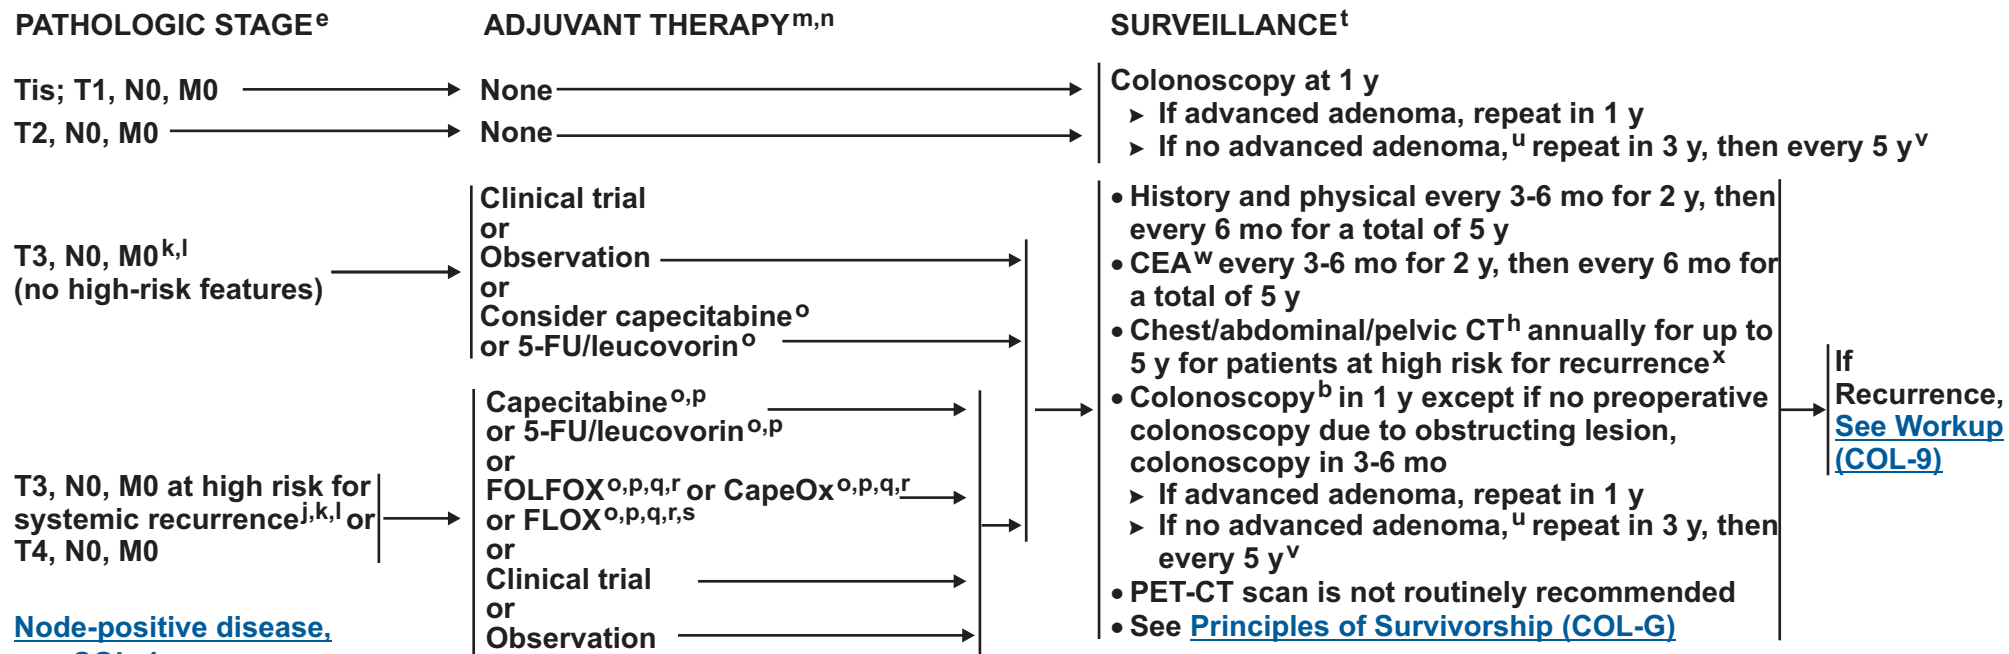 PATHOLOGIC STAGEe
ADJUVANT THERAPYm,n
SURVEILLANCEt
Tis; T1, N0, M0
None
T2, N0, M0
None
Colonoscopy at 1 y
➤ If advanced adenoma, repeat in 1 y
➤ If no advanced adenoma,u repeat in 3 y, then every 5 yv
T3, N0, M0k,l
(no high-risk features)
Clinical trial
or
Observation
or
Consider capecitabineo
or 5-FU/leucovorino
T3, N0, M0 at high risk for
systemic recurrencej,k,l or
T4, N0, M0
Capecitabineo,p
or 5-FU/leucovorino,p
or
FOLFOXo,p,q,r or CapeOxo,p,q,r
or FLOXo,p,q,r,s
or
Clinical trial
or
Observation
• History and physical every 3-6 mo for 2 y, then
every 6 mo for a total of 5 y
• CEAw every 3-6 mo for 2 y, then every 6 mo for
a total of 5 y
• Chest/abdominal/pelvic CTh annually for up to
5 y for patients at high risk for recurrencex
• Colonoscopyb in 1 y except if no preoperative
colonoscopy due to obstructing lesion,
colonoscopy in 3-6 mo
➤ If advanced adenoma, repeat in 1 y
➤ If no advanced adenoma,u repeat in 3 y, then
every 5 yv
• PET-CT scan is not routinely recommended
• See Principles of Survivorship (COL-G)
If
Recurrence,
See Workup
(COL-9)
Node-positive disease,